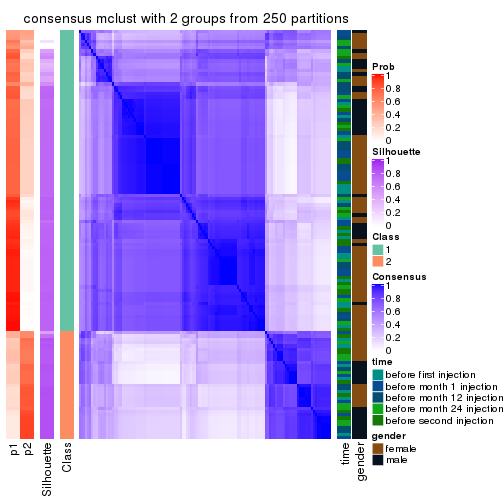 consensus mclust with 2 groups from 250 partitions
Prob
1
0.8
0.6
0.4
0.2
0
Silhouette
1
0.8
0.6
0.4
0.2
0
Class
1
2
Consensus
1
0.8
0.6
0.4
0.2
0
time
before first injection
before month 1 injection
before month 12 injection
before month 24 injection
before second injection
gender
female
male
p1
p2
Silhouette
Class
time
gender